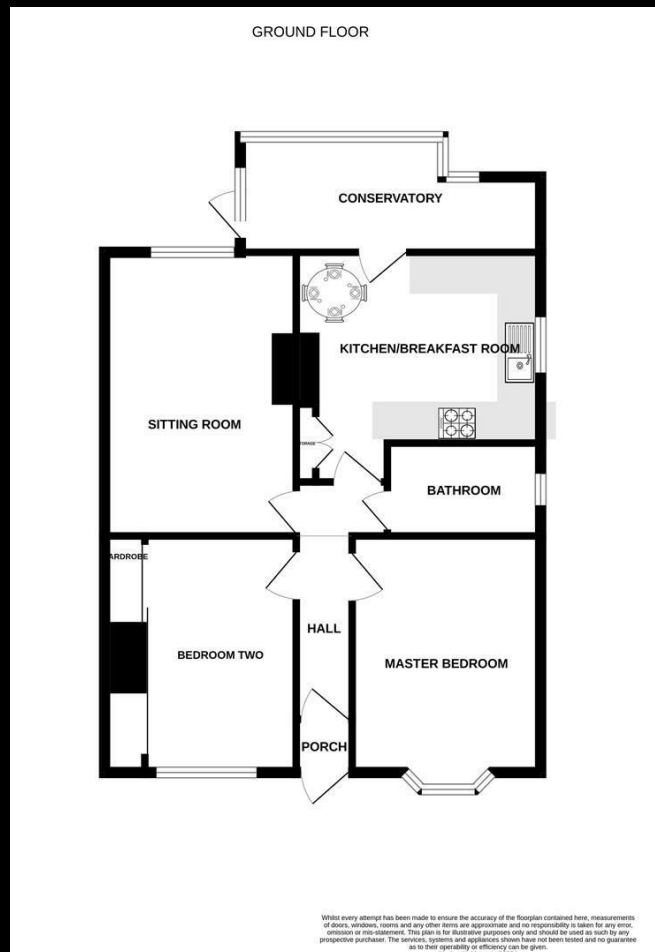 GROUND FLOOR
CONSERVATORY
KITCHEN/BREAKFAST ROOM
SITTING ROOM
BATHROOM
ARDROBE
HALL
BEDROOM TWO
MASTER BEDROOM
PORCH
Whilst every attempt has been made to ensure the accuracy of the floorplan contained here, measurements
of doors, windows, rooms and any other items are approximate and no responsibility is taken for any error,
omission or mis-statement. This plan is for illustrative purposes only and should be used as such by any
prospective purchaser. The services, systems and appliances shown have not been tested and no guarantee
as to their operability or efficiency can be given.